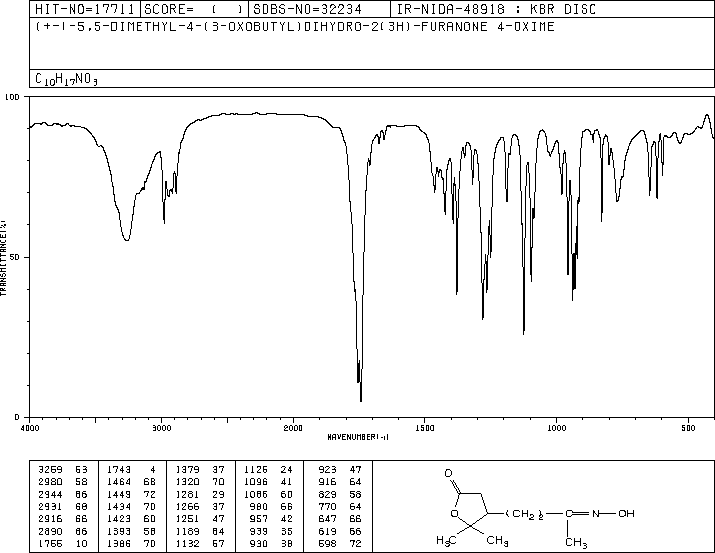 HIT-NO=17711 SCORE= ( ) SDBS-NO=32234 IR-NIDA-48918 : KBR DISC
(+-)-5,5-DIMETHYL-4-(3-OXOBUTYL)DIHYDRO-2(3H)-FURANONE 4-OXIME
C10H17NO3
100
50
0
TRANSMITTANCE(%)
4000 3000 2000 1500 1000 500
WAVENUMBER(-1)
3269 53 1743 4 1379 37 1126 24 923 47
2980 58 1464 68 1320 70 1096 41 916 64
2944 66 1449 72 1281 29 1086 60 829 58
2931 68 1434 70 1266 37 980 66 770 64
2916 66 1423 60 1251 47 957 42 647 66
2890 66 1393 58 1189 64 939 35 619 66
1755 10 1386 70 1132 57 930 38 598 72
O
O (CH2)2 N OH
H3C CH3 CH3